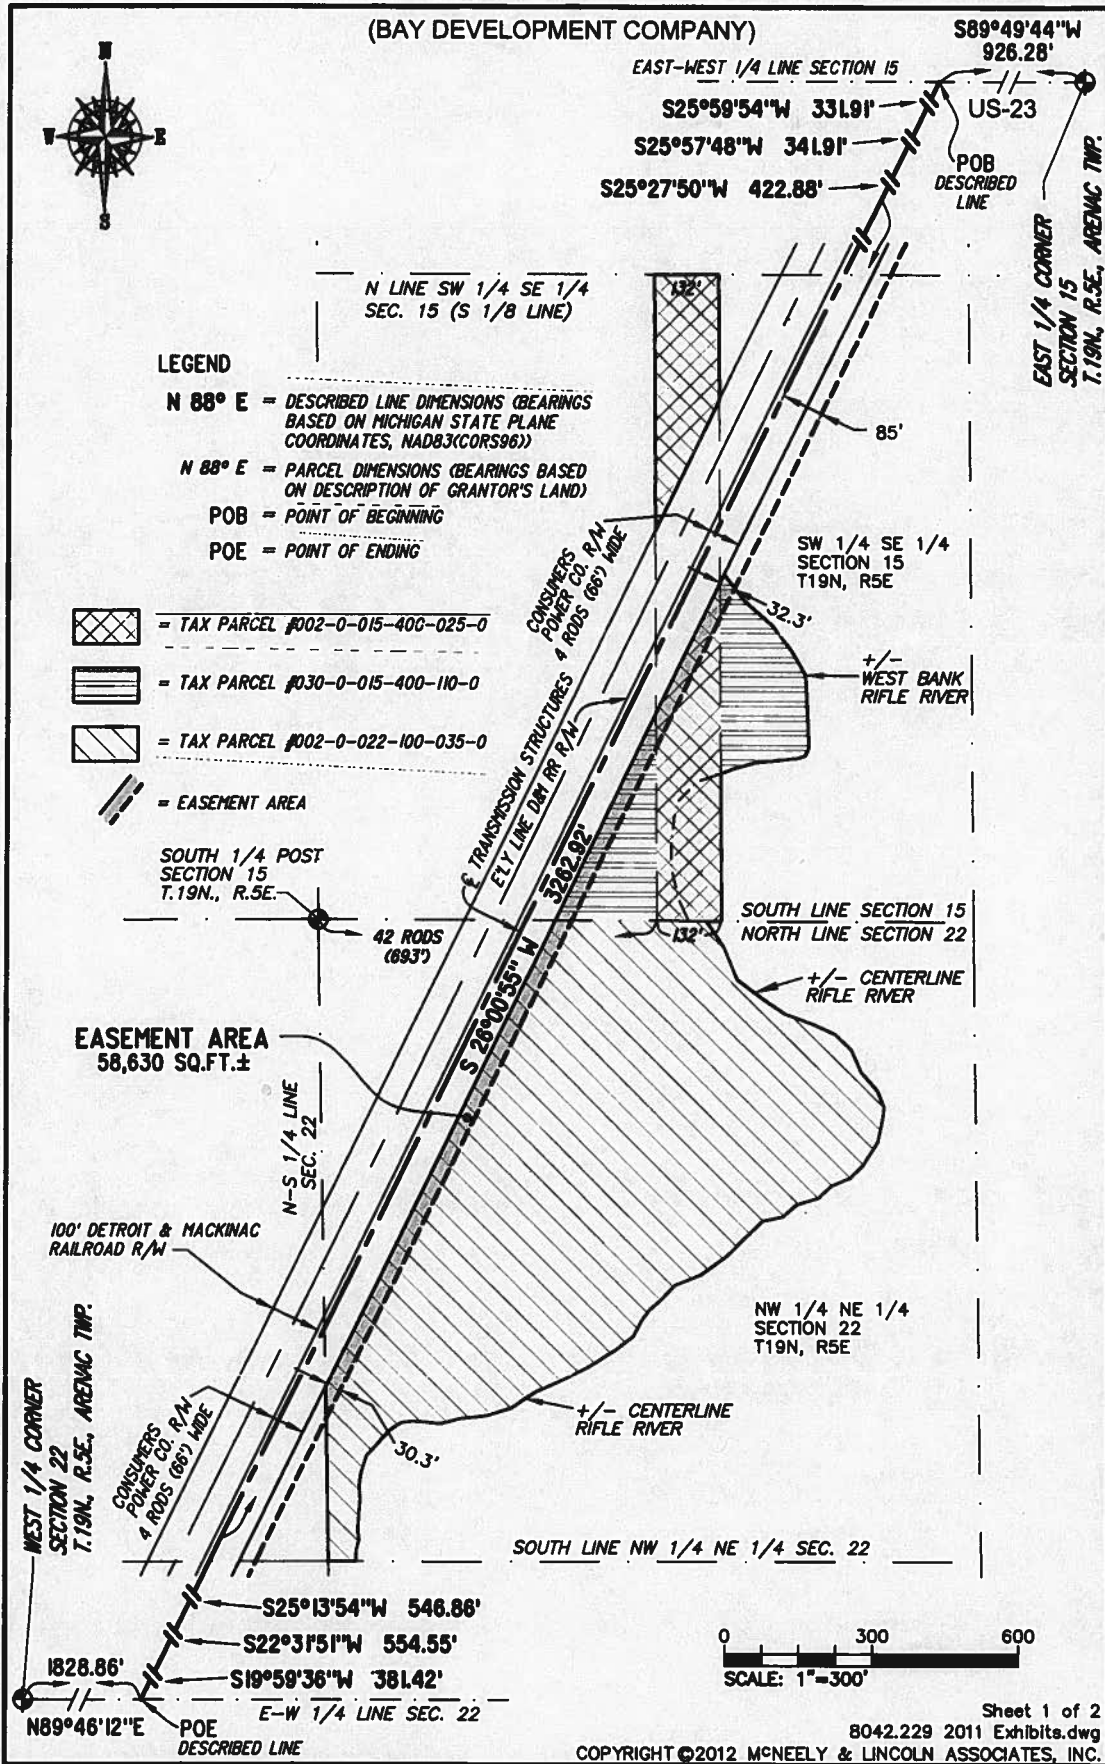 (BAY DEVELOPMENT COMPANY)
S89°49'44"W
926.28'
EAST-WEST 1/4 LINE SECTION 15
US-23
S25°59'54"W 331.91'
S25°57'48"W 341.91'
S25°27'50"W 422.88'
POB
DESCRIBED
LINE
EAST 1/4 CORNER
SECTION 15
T.19N., R.5E., ARENAC TWP.
N
W
E
S
N LINE SW 1/4 SE 1/4
SEC. 15 (S 1/8 LINE)
132'
85'
LEGEND
N 88° E = DESCRIBED LINE DIMENSIONS (BEARINGS
BASED ON MICHIGAN STATE PLANE
COORDINATES, NAD83(CORS96))
N 88° E = PARCEL DIMENSIONS (BEARINGS BASED
ON DESCRIPTION OF GRANTOR'S LAND)
POB = POINT OF BEGINNING
POE = POINT OF ENDING
= TAX PARCEL #002-0-015-400-025-0
= TAX PARCEL #030-0-015-400-110-0
= TAX PARCEL #002-0-022-100-035-0
= EASEMENT AREA
CONSUMERS
POWER CO. R/W
4 RODS (66') WIDE
SW 1/4 SE 1/4
SECTION 15
T19N, R5E
32.3'
+/-
WEST BANK
RIFLE RIVER
℄ TRANSMISSION STRUCTURES
E'LY LINE D&M RR R/W
3262.92'
S 26°00'55" W
SOUTH 1/4 POST
SECTION 15
T.19N., R.5E.
42 RODS
(693')
132'
SOUTH LINE SECTION 15
NORTH LINE SECTION 22
+/- CENTERLINE
RIFLE RIVER
EASEMENT AREA
58,630 SQ.FT.±
N-S 1/4 LINE
SEC. 22
100' DETROIT & MACKINAC
RAILROAD R/W
NW 1/4 NE 1/4
SECTION 22
T19N, R5E
+/- CENTERLINE
RIFLE RIVER
30.3'
CONSUMERS
POWER CO. R/W
4 RODS (66') WIDE
WEST 1/4 CORNER
SECTION 22
T.19N., R.5E., ARENAC TWP.
SOUTH LINE NW 1/4 NE 1/4 SEC. 22
S25°13'54"W 546.86'
S22°31'51"W 554.55'
S19°59'36"W 381.42'
1828.86'
N89°46'12"E
E-W 1/4 LINE SEC. 22
POE
DESCRIBED LINE
0 300 600
SCALE: 1"=300'
Sheet 1 of 2
8042.229 2011 Exhibits.dwg
COPYRIGHT © 2012 McNEELY & LINCOLN ASSOCIATES, INC.